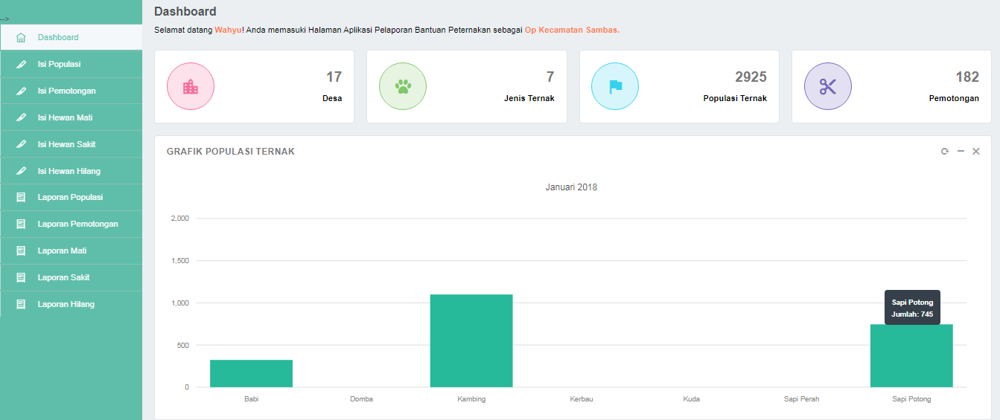 -->
Dashboard
Isi Populasi
Isi Pemotongan
Isi Hewan Mati
Isi Hewan Sakit
Isi Hewan Hilang
Laporan Populasi
Laporan Pemotongan
Laporan Mati
Laporan Sakit
Laporan Hilang
Dashboard
Selamat datang Wahyu! Anda memasuki Halaman Aplikasi Pelaporan Bantuan Peternakan sebagai Op Kecamatan Sambas.
17
Desa
7
Jenis Ternak
2925
Populasi Ternak
182
Pemotongan
GRAFIK POPULASI TERNAK
Januari 2018
2,000
1,500
1,000
500
0
Sapi Potong
Jumlah: 745
Babi Domba Kambing Kerbau Kuda Sapi Perah Sapi Potong